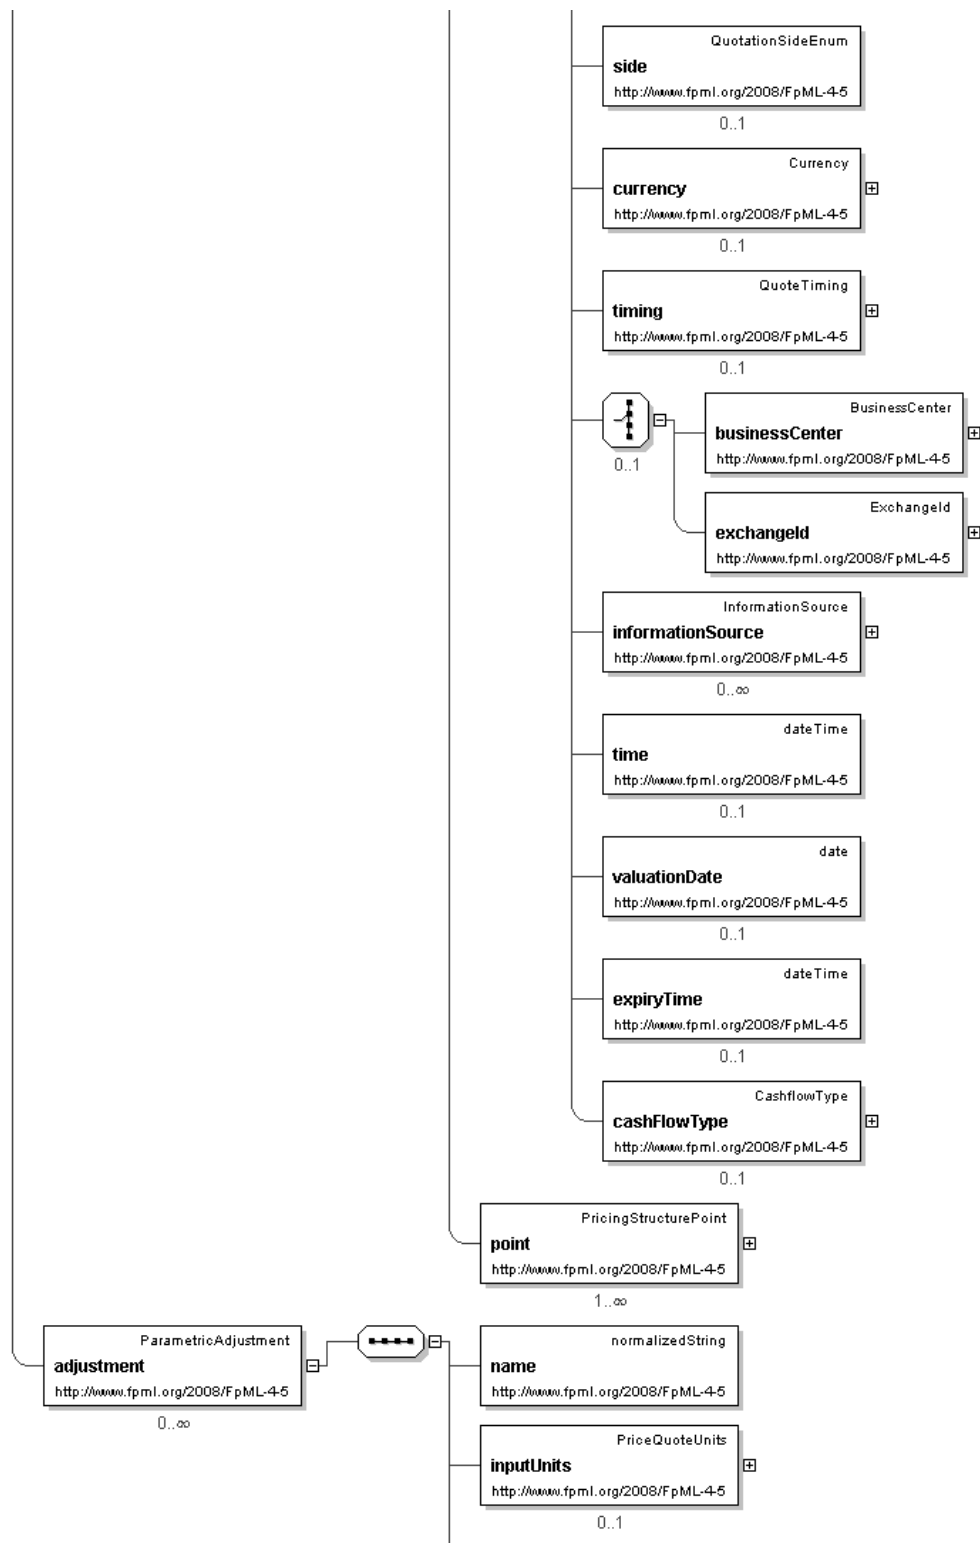 QuotationSideEnum
side
http://www.fpml.org/2008/FpML-4-5
0..1
Currency
currency
http://www.fpml.org/2008/FpML-4-5
0..1
QuoteTiming
timing
http://www.fpml.org/2008/FpML-4-5
0..1
0..1
BusinessCenter
businessCenter
http://www.fpml.org/2008/FpML-4-5
ExchangeId
exchangeId
http://www.fpml.org/2008/FpML-4-5
InformationSource
informationSource
http://www.fpml.org/2008/FpML-4-5
0..∞
dateTime
time
http://www.fpml.org/2008/FpML-4-5
0..1
date
valuationDate
http://www.fpml.org/2008/FpML-4-5
0..1
dateTime
expiryTime
http://www.fpml.org/2008/FpML-4-5
0..1
CashflowType
cashFlowType
http://www.fpml.org/2008/FpML-4-5
0..1
PricingStructurePoint
point
http://www.fpml.org/2008/FpML-4-5
1..∞
ParametricAdjustment
adjustment
http://www.fpml.org/2008/FpML-4-5
0..∞
normalizedString
name
http://www.fpml.org/2008/FpML-4-5
PriceQuoteUnits
inputUnits
http://www.fpml.org/2008/FpML-4-5
0..1